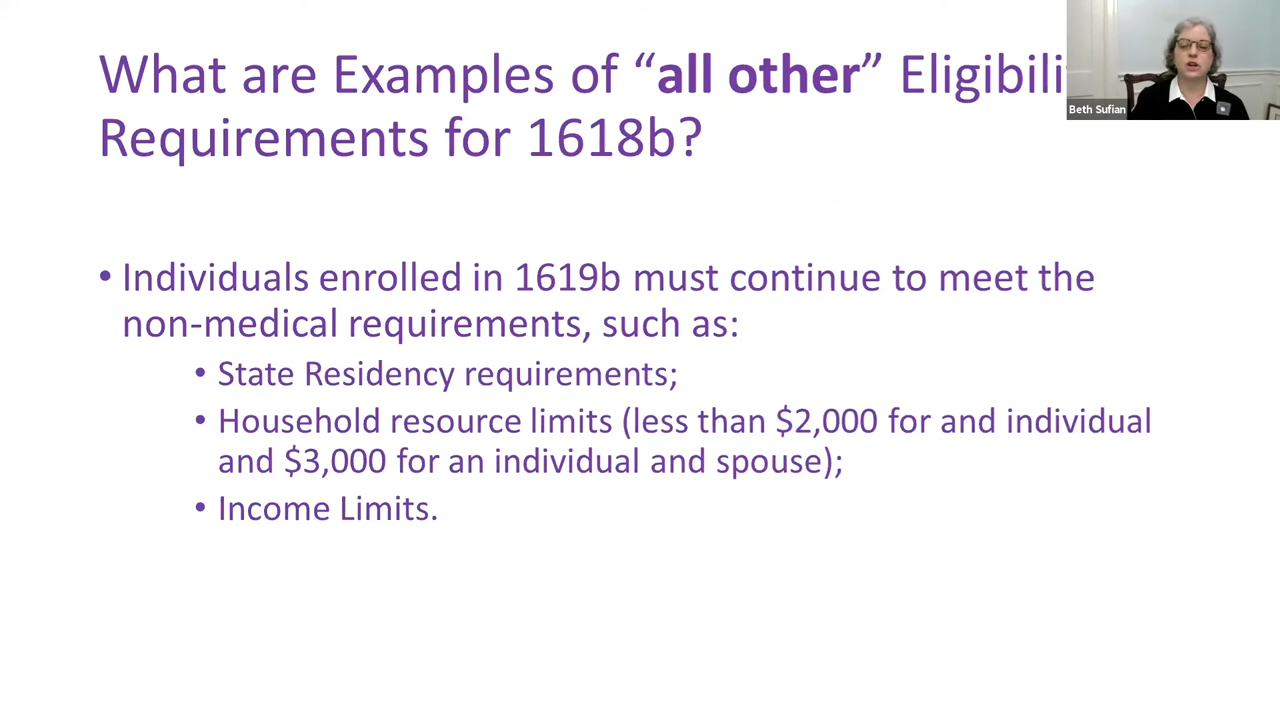 What are Examples of “all other” Eligibili
Requirements for 1618b?
Beth Sufian
• Individuals enrolled in 1619b must continue to meet the
non-medical requirements, such as:
• State Residency requirements;
• Household resource limits (less than $2,000 for and individual
and $3,000 for an individual and spouse);
• Income Limits.